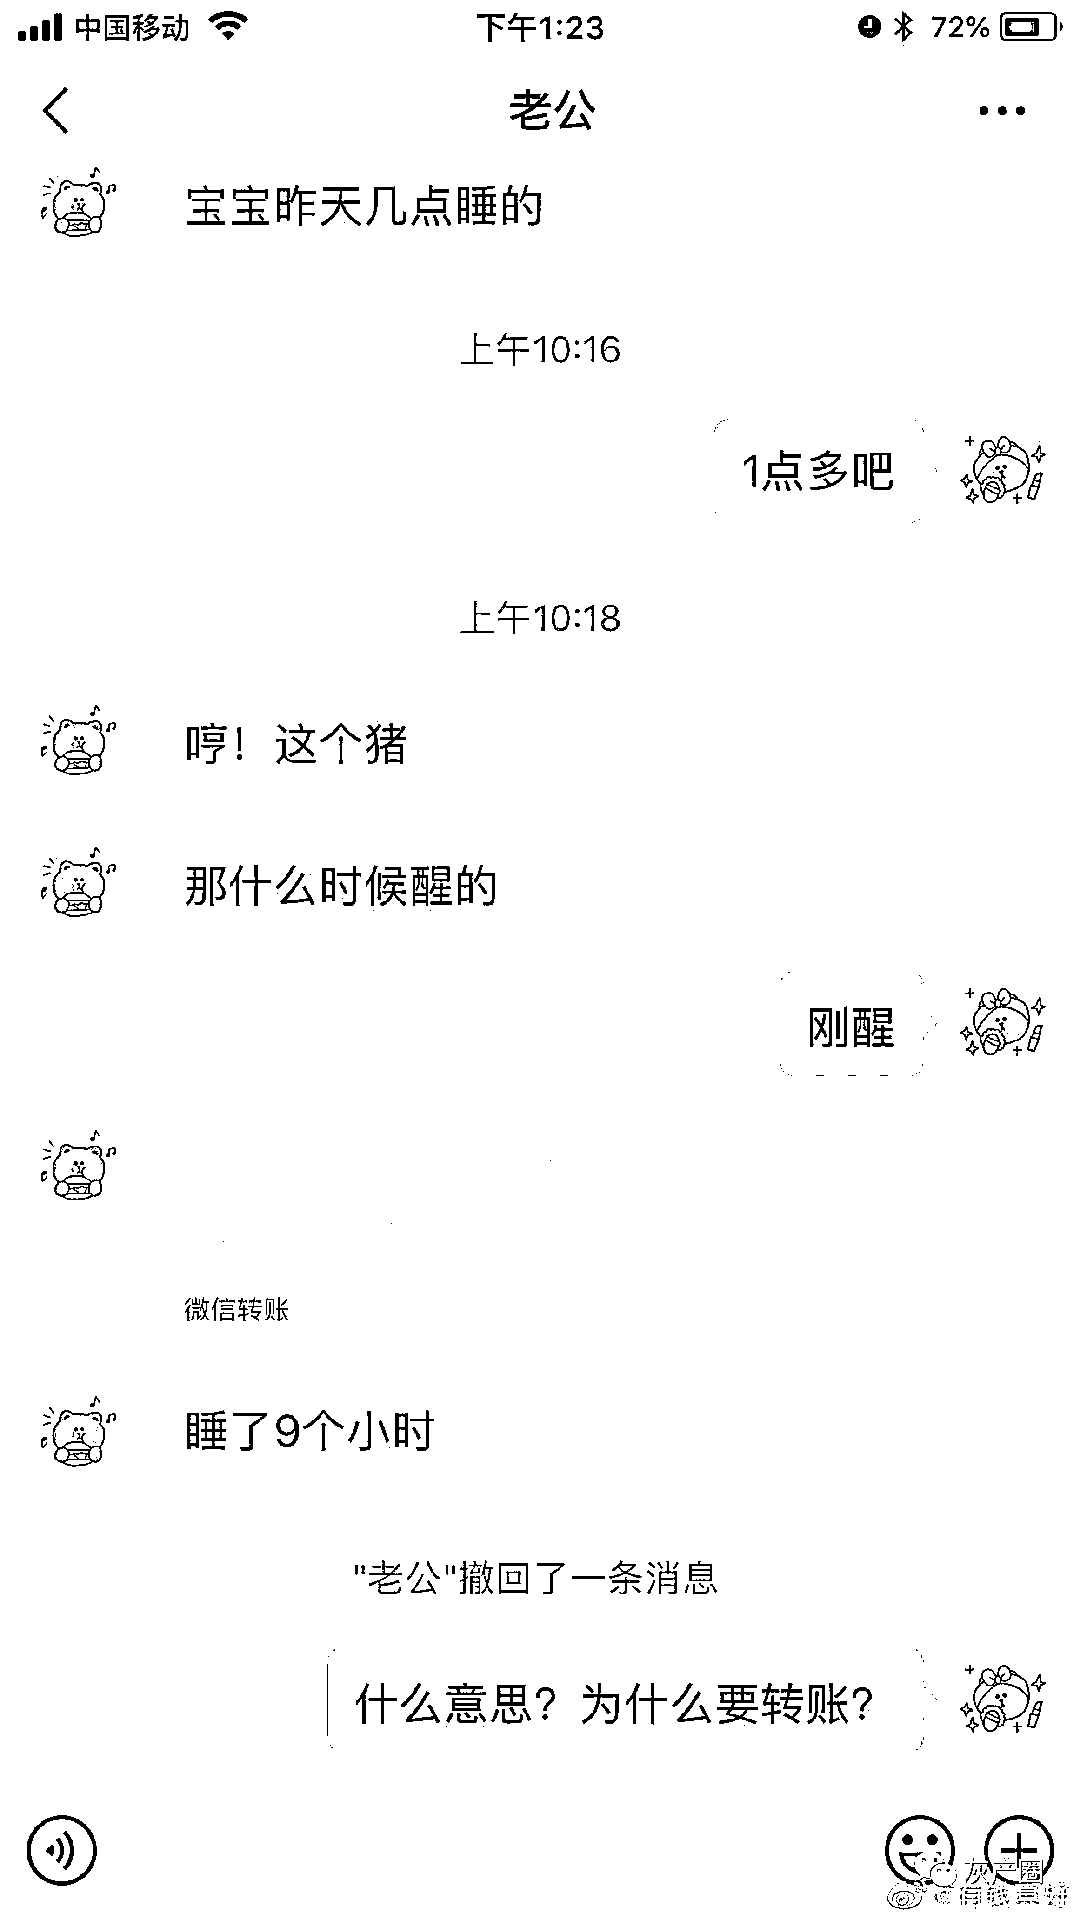 中国移动 下午1:23 72%
老公
宝宝昨天几点睡的
上午10:16
1点多吧
上午10:18
哼！这个猪
那什么时候醒的
刚醒
微信转账
睡了9个小时
"老公"撤回了一条消息
什么意思？为什么要转账？
灰产圈